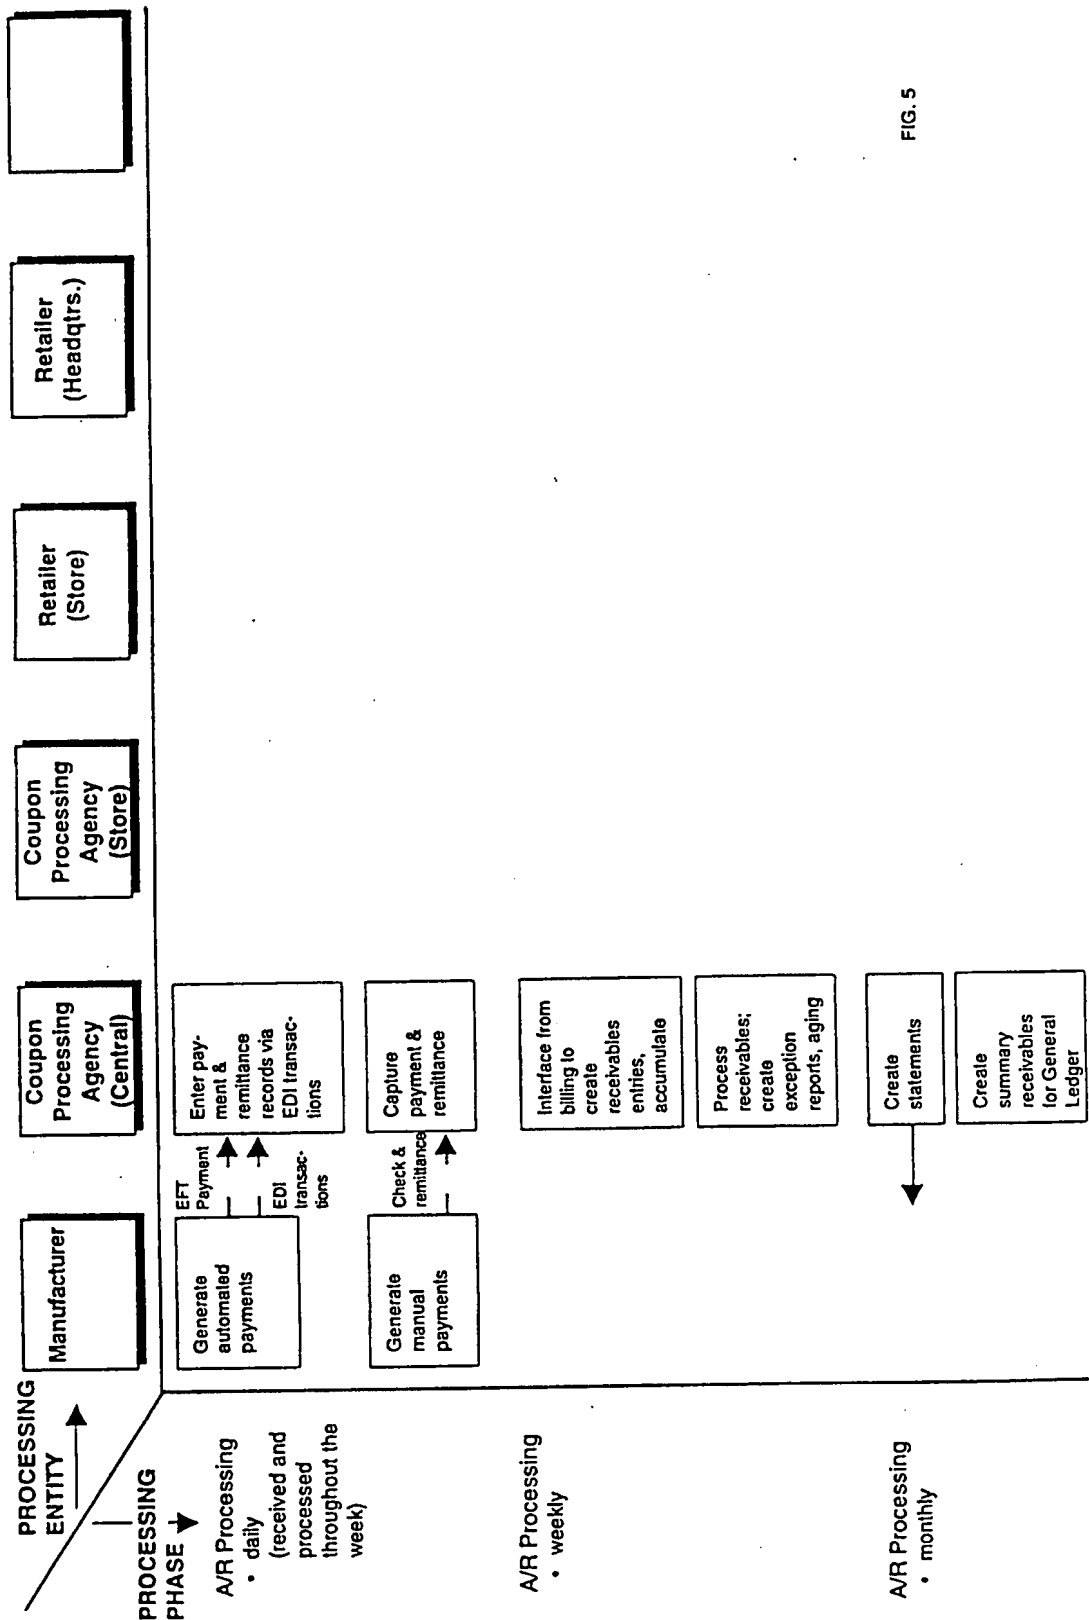 PROCESSING
ENTITY
PROCESSING
PHASE
Manufacturer
Coupon
Processing
Agency
(Central)
Coupon
Processing
Agency
(Store)
Retailer
(Store)
Retailer
(Headqtrs.)
A/R Processing
• daily
(received and
processed
throughout the
week)
Generate
automated
payments
EFT
Payment
EDI
transac-
tions
Enter pay-
ment &
remittance
records via
EDI transac-
tions
Generate
manual
payments
Check &
remittance
Capture
payment &
remittance
A/R Processing
• weekly
Interface from
billing to
create
receivables
entries,
accumulate
Process
receivables;
create
exception
reports, aging
A/R Processing
• monthly
Create
statements
Create
summary
receivables
for General
Ledger
FIG. 5